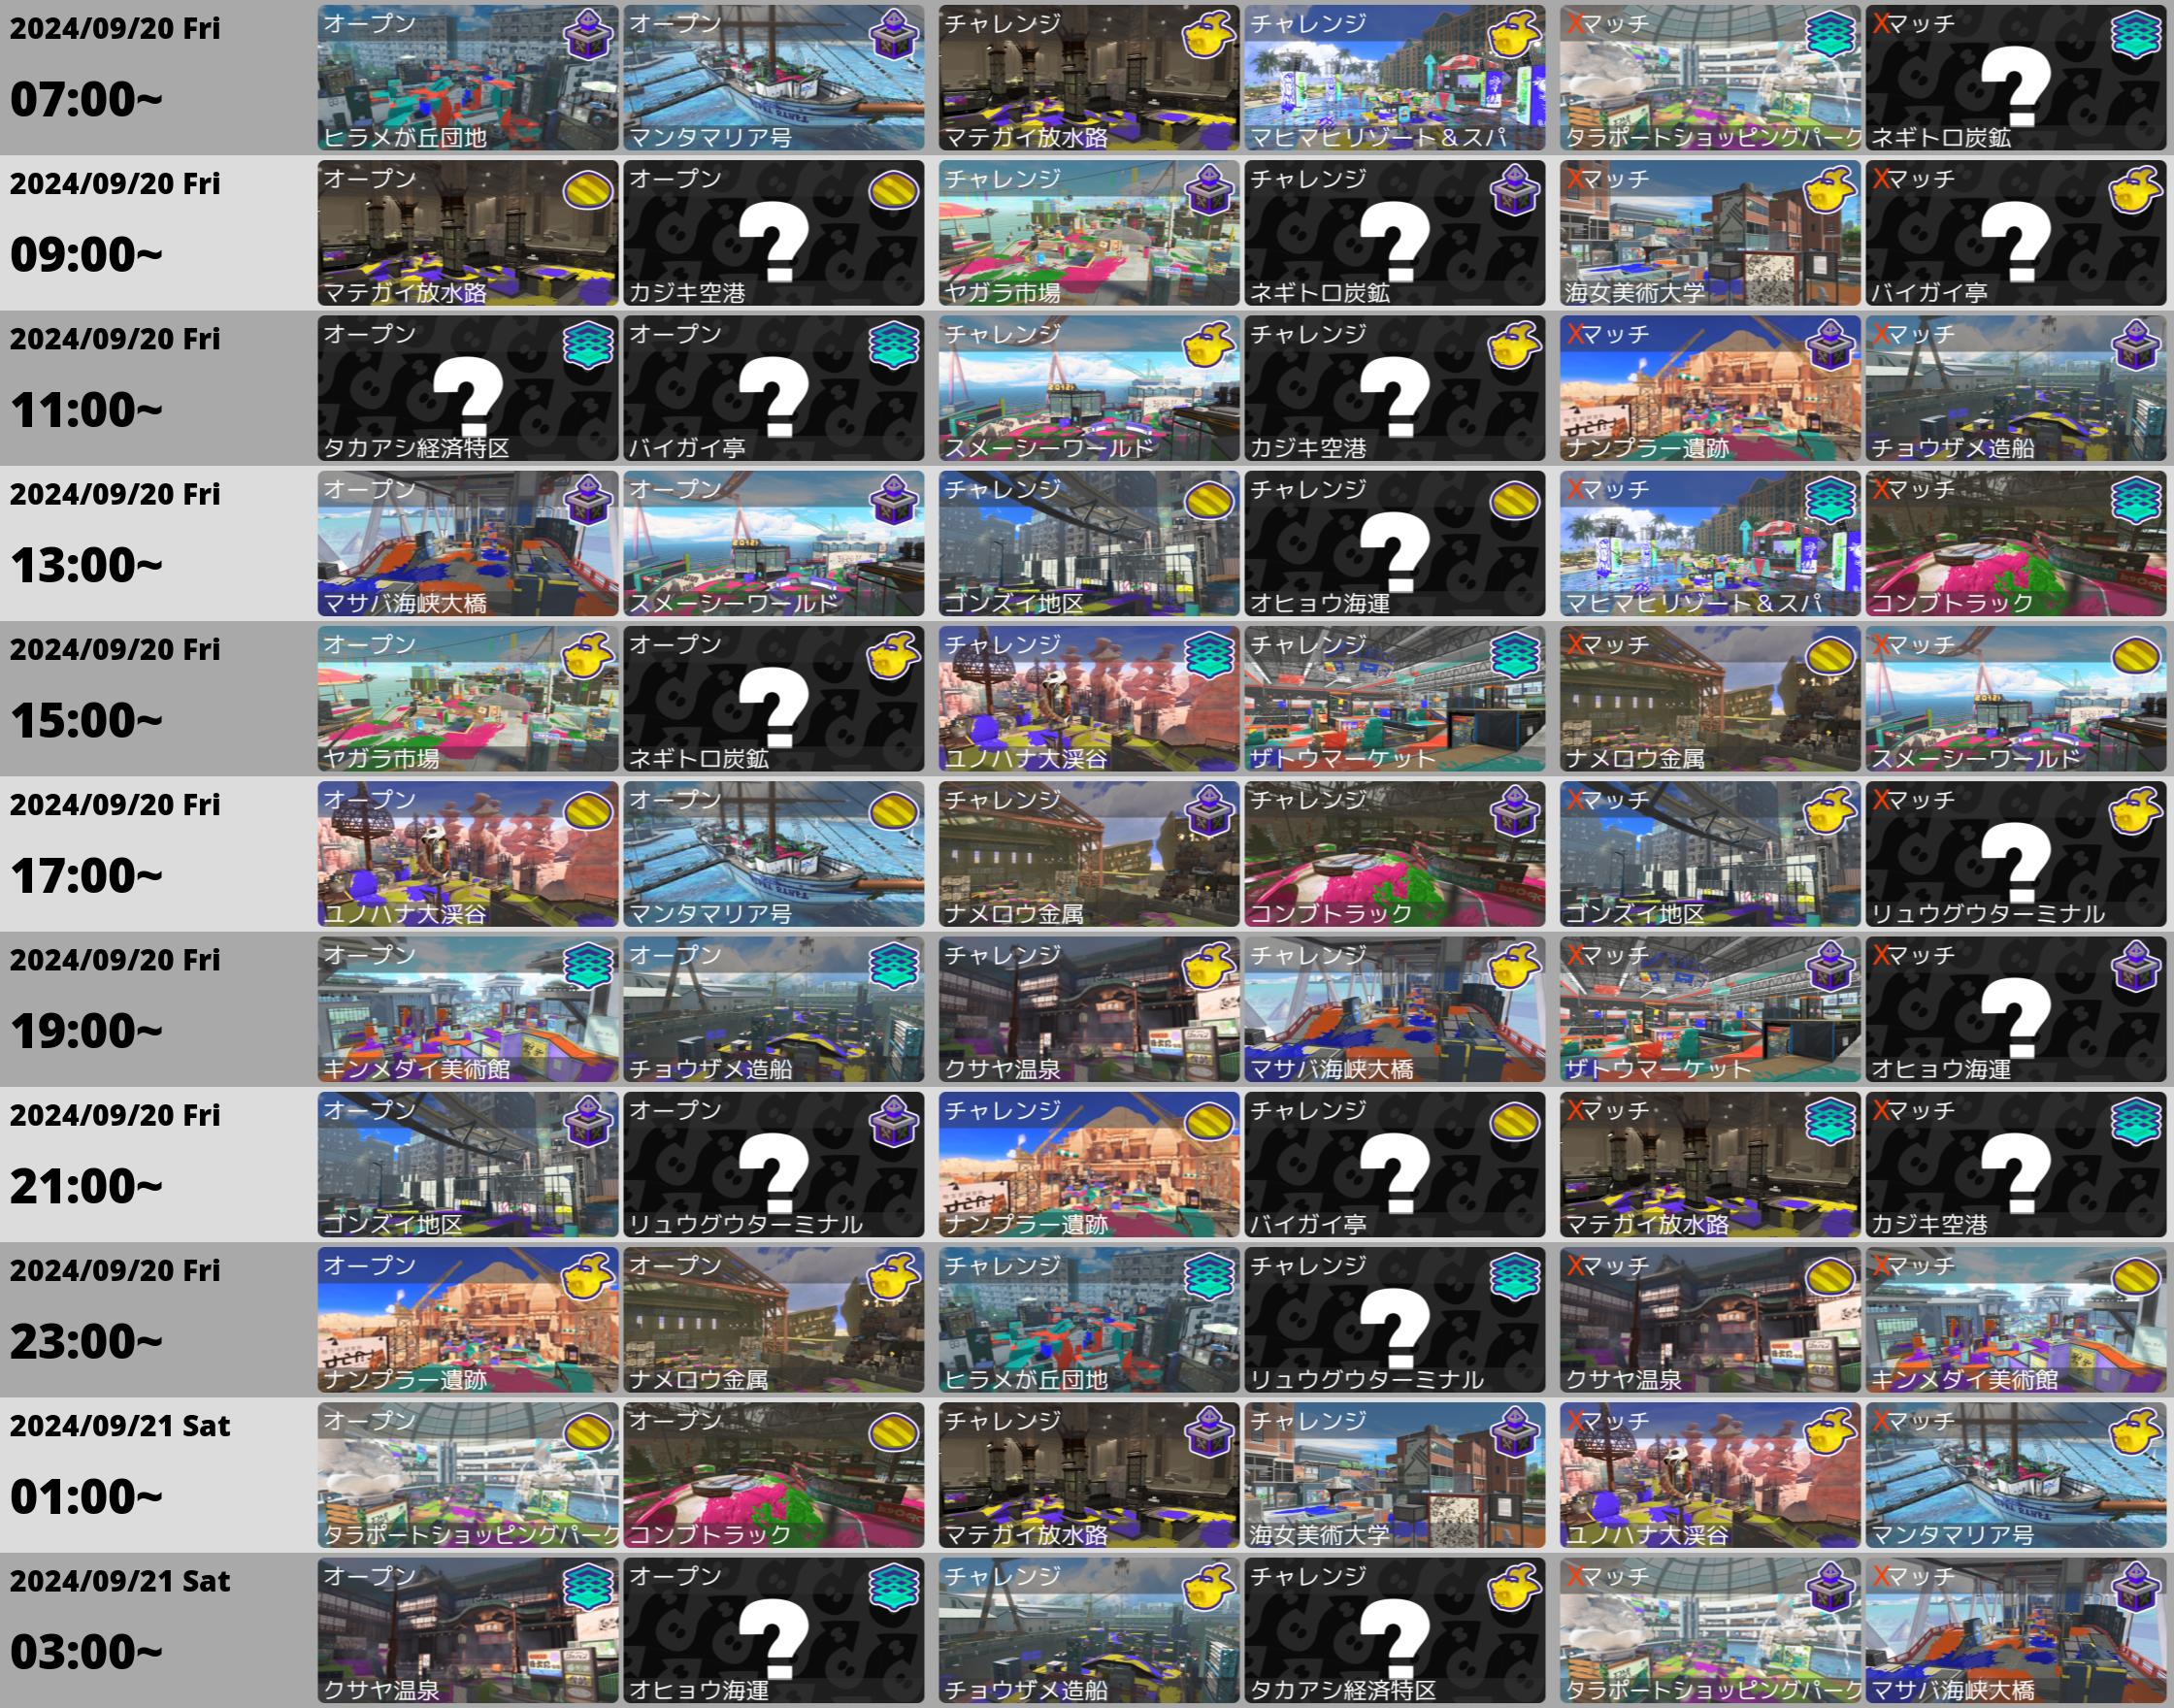 2024/09/20 Fri
07:00~
オープン
ヒラメが丘団地
オープン
マンタマリア号
チャレンジ
マテガイ放水路
チャレンジ
マヒマヒリゾート＆スパ
Xマッチ
タラポートショッピングパーク
Xマッチ
ネギトロ炭鉱
2024/09/20 Fri
09:00~
オープン
マテガイ放水路
オープン
カジキ空港
チャレンジ
ヤガラ市場
チャレンジ
ネギトロ炭鉱
Xマッチ
海女美術大学
Xマッチ
バイガイ亭
2024/09/20 Fri
11:00~
オープン
タカアシ経済特区
オープン
バイガイ亭
チャレンジ
スメーシーワールド
チャレンジ
カジキ空港
Xマッチ
ナンプラー遺跡
Xマッチ
チョウザメ造船
2024/09/20 Fri
13:00~
オープン
マサバ海峡大橋
オープン
スメーシーワールド
チャレンジ
ゴンズイ地区
チャレンジ
オヒョウ海運
Xマッチ
マヒマヒリゾート＆スパ
Xマッチ
コンブトラック
2024/09/20 Fri
15:00~
オープン
ヤガラ市場
オープン
ネギトロ炭鉱
チャレンジ
ユノハナ大渓谷
チャレンジ
ザトウマーケット
Xマッチ
ナメロウ金属
Xマッチ
スメーシーワールド
2024/09/20 Fri
17:00~
オープン
ユノハナ大渓谷
オープン
マンタマリア号
チャレンジ
ナメロウ金属
チャレンジ
コンブトラック
Xマッチ
ゴンズイ地区
Xマッチ
リュウグウターミナル
2024/09/20 Fri
19:00~
オープン
キンメダイ美術館
オープン
チョウザメ造船
チャレンジ
クサヤ温泉
チャレンジ
マサバ海峡大橋
Xマッチ
ザトウマーケット
Xマッチ
オヒョウ海運
2024/09/20 Fri
21:00~
オープン
ゴンズイ地区
オープン
リュウグウターミナル
チャレンジ
ナンプラー遺跡
チャレンジ
バイガイ亭
Xマッチ
マテガイ放水路
Xマッチ
カジキ空港
2024/09/20 Fri
23:00~
オープン
ナンプラー遺跡
オープン
ナメロウ金属
チャレンジ
ヒラメが丘団地
チャレンジ
リュウグウターミナル
Xマッチ
クサヤ温泉
Xマッチ
キンメダイ美術館
2024/09/21 Sat
01:00~
オープン
タラポートショッピングパーク
オープン
コンブトラック
チャレンジ
マテガイ放水路
チャレンジ
海女美術大学
Xマッチ
ユノハナ大渓谷
Xマッチ
マンタマリア号
2024/09/21 Sat
03:00~
オープン
クサヤ温泉
オープン
オヒョウ海運
チャレンジ
チョウザメ造船
チャレンジ
タカアシ経済特区
Xマッチ
タラポートショッピングパーク
Xマッチ
マサバ海峡大橋